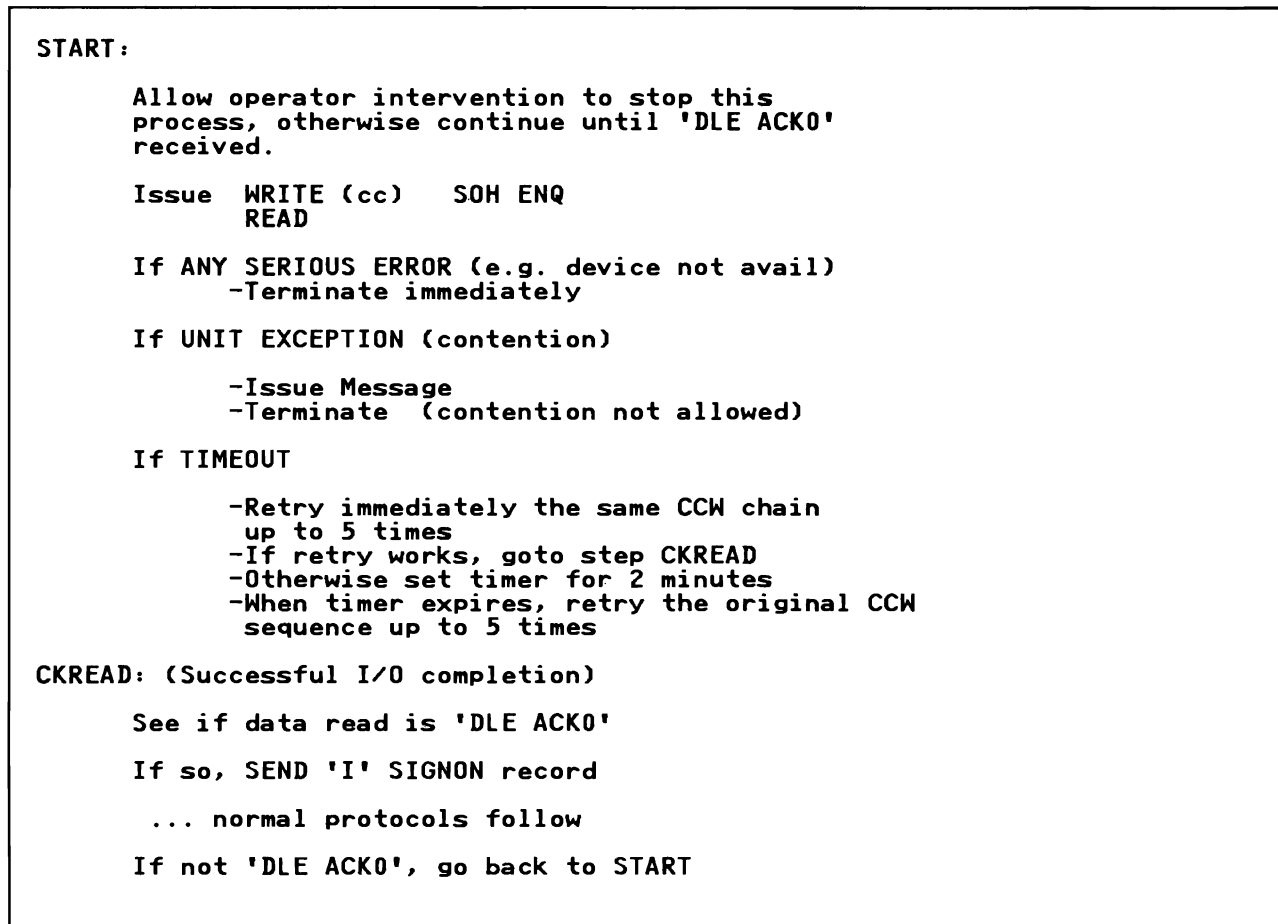 START:
Allow operator intervention to stop this
process, otherwise continue until 'DLE ACK0'
received.
Issue WRITE (cc) SOH ENQ
READ
If ANY SERIOUS ERROR (e.g. device not avail)
-Terminate immediately
If UNIT EXCEPTION (contention)
-Issue Message
-Terminate (contention not allowed)
If TIMEOUT
-Retry immediately the same CCW chain
up to 5 times
-If retry works, goto step CKREAD
-Otherwise set timer for 2 minutes
-When timer expires, retry the original CCW
sequence up to 5 times
CKREAD: (Successful I/O completion)
See if data read is 'DLE ACK0'
If so, SEND 'I' SIGNON record
... normal protocols follow
If not 'DLE ACK0', go back to START